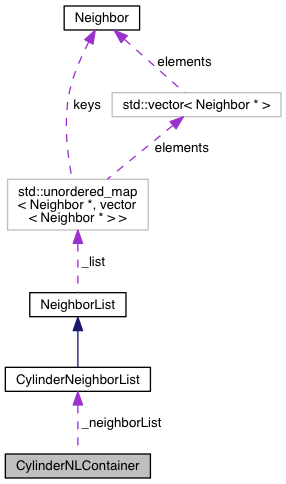 Neighbor
elements
keys
std::vector< Neighbor * >
elements
std::unordered_map
< Neighbor *, vector
< Neighbor * > >
_list
NeighborList
CylinderNeighborList
_neighborList
CylinderNLContainer